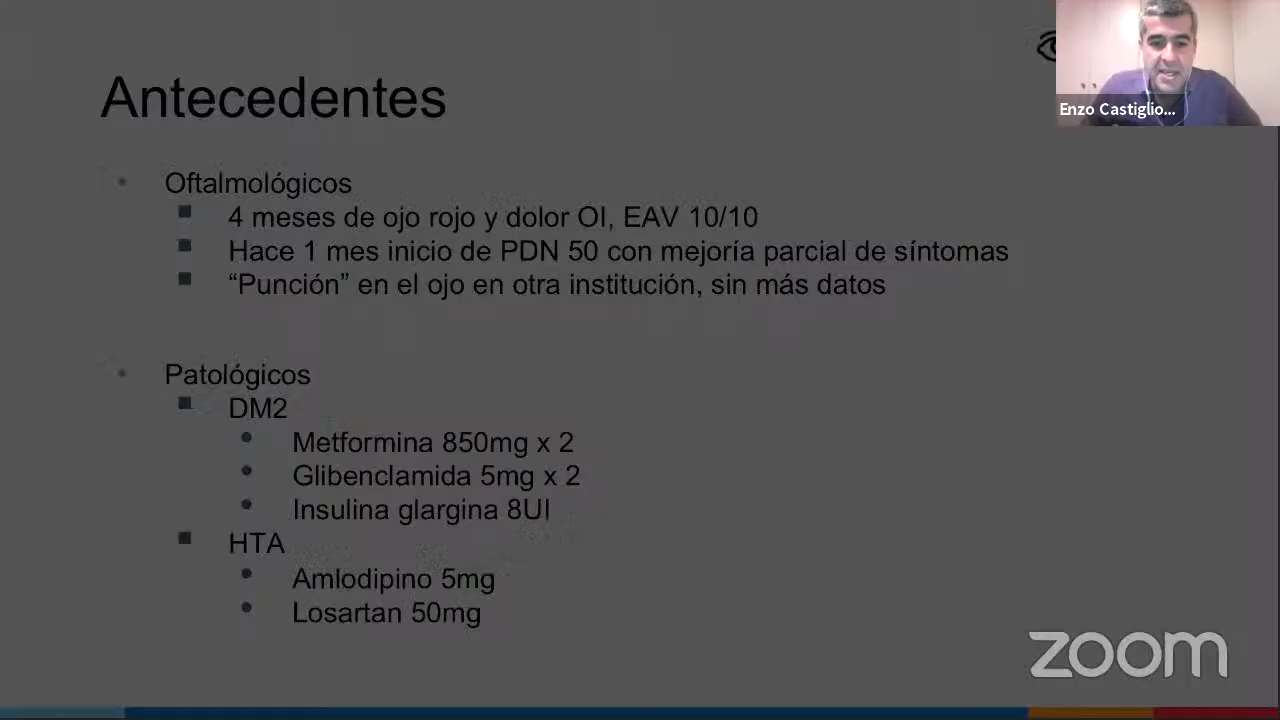 Antecedentes
Enzo Castiglio...
Oftalmológicos
4 meses de ojo rojo y dolor OI, EAV 10/10
Hace 1 mes inicio de PDN 50 con mejoría parcial de síntomas
“Punción” en el ojo en otra institución, sin más datos
Patológicos
DM2
Metformina 850mg x 2
Glibenclamida 5mg x 2
Insulina glargina 8UI
HTA
Amlodipino 5mg
Losartan 50mg
zoom